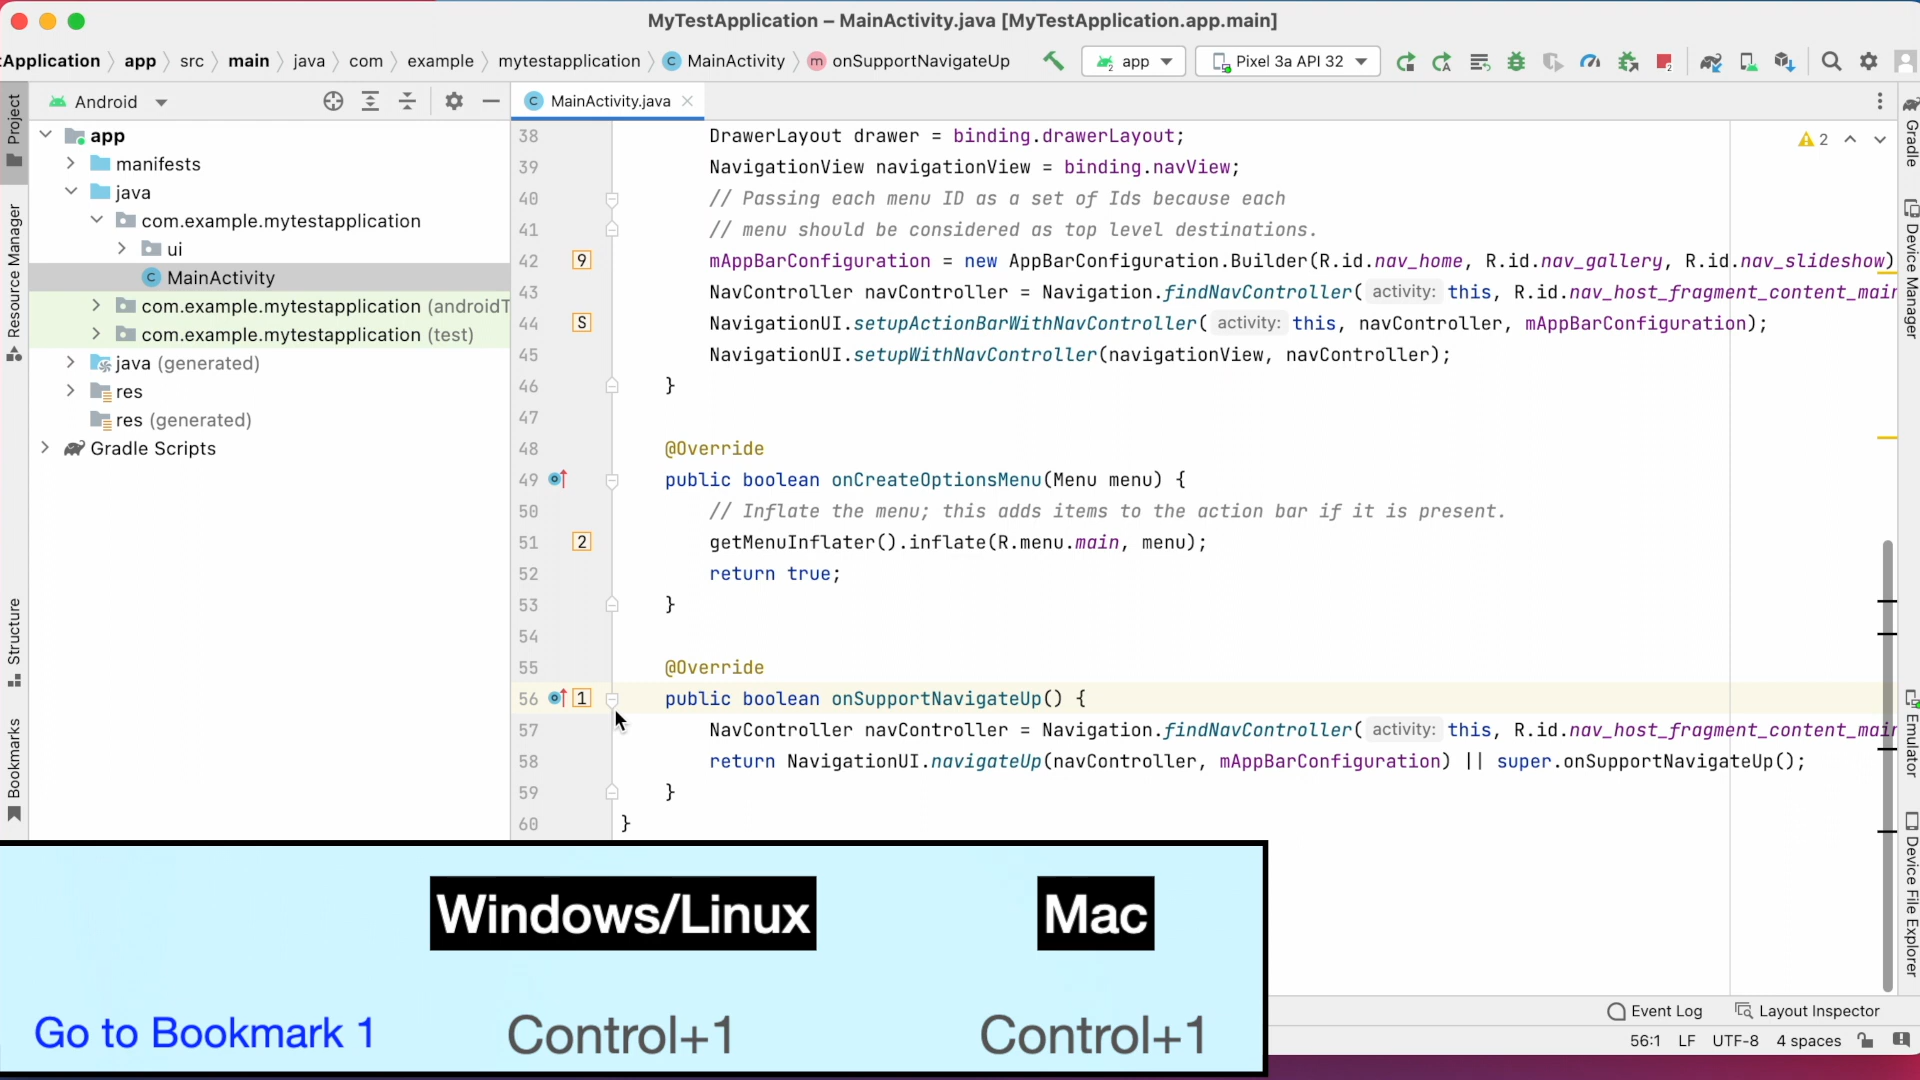 MyTestApplication – MainActivity.java [MyTestApplication.app.main]
tApplication app src main java com example mytestapplication MainActivity onSupportNavigateUp app Pixel 3a API 32
Project
Resource Manager
Structure
Bookmarks
Android
app
manifests
java
com.example.mytestapplication
ui
MainActivity
com.example.mytestapplication (androidT
com.example.mytestapplication (test)
java (generated)
res
res (generated)
Gradle Scripts
MainActivity.java
2
38 DrawerLayout drawer = binding.drawerLayout;
39 NavigationView navigationView = binding.navView;
40 // Passing each menu ID as a set of Ids because each
41 // menu should be considered as top level destinations.
42 9 mAppBarConfiguration = new AppBarConfiguration.Builder(R.id.nav_home, R.id.nav_gallery, R.id.nav_slideshow)
43 NavController navController = Navigation.findNavController( activity: this, R.id.nav_host_fragment_content_main
44 S NavigationUI.setupActionBarWithNavController( activity: this, navController, mAppBarConfiguration);
45 NavigationUI.setupWithNavController(navigationView, navController);
46 }
47
48 @Override
49 public boolean onCreateOptionsMenu(Menu menu) {
50 // Inflate the menu; this adds items to the action bar if it is present.
51 2 getMenuInflater().inflate(R.menu.main, menu);
52 return true;
53 }
54
55 @Override
56 1 public boolean onSupportNavigateUp() {
57 NavController navController = Navigation.findNavController( activity: this, R.id.nav_host_fragment_content_main
58 return NavigationUI.navigateUp(navController, mAppBarConfiguration) || super.onSupportNavigateUp();
59 }
60 }
Gradle
Device Manager
Emulator
Device File Explorer
Windows/Linux Mac
Go to Bookmark 1 Control+1 Control+1
Event Log Layout Inspector
56:1 LF UTF-8 4 spaces